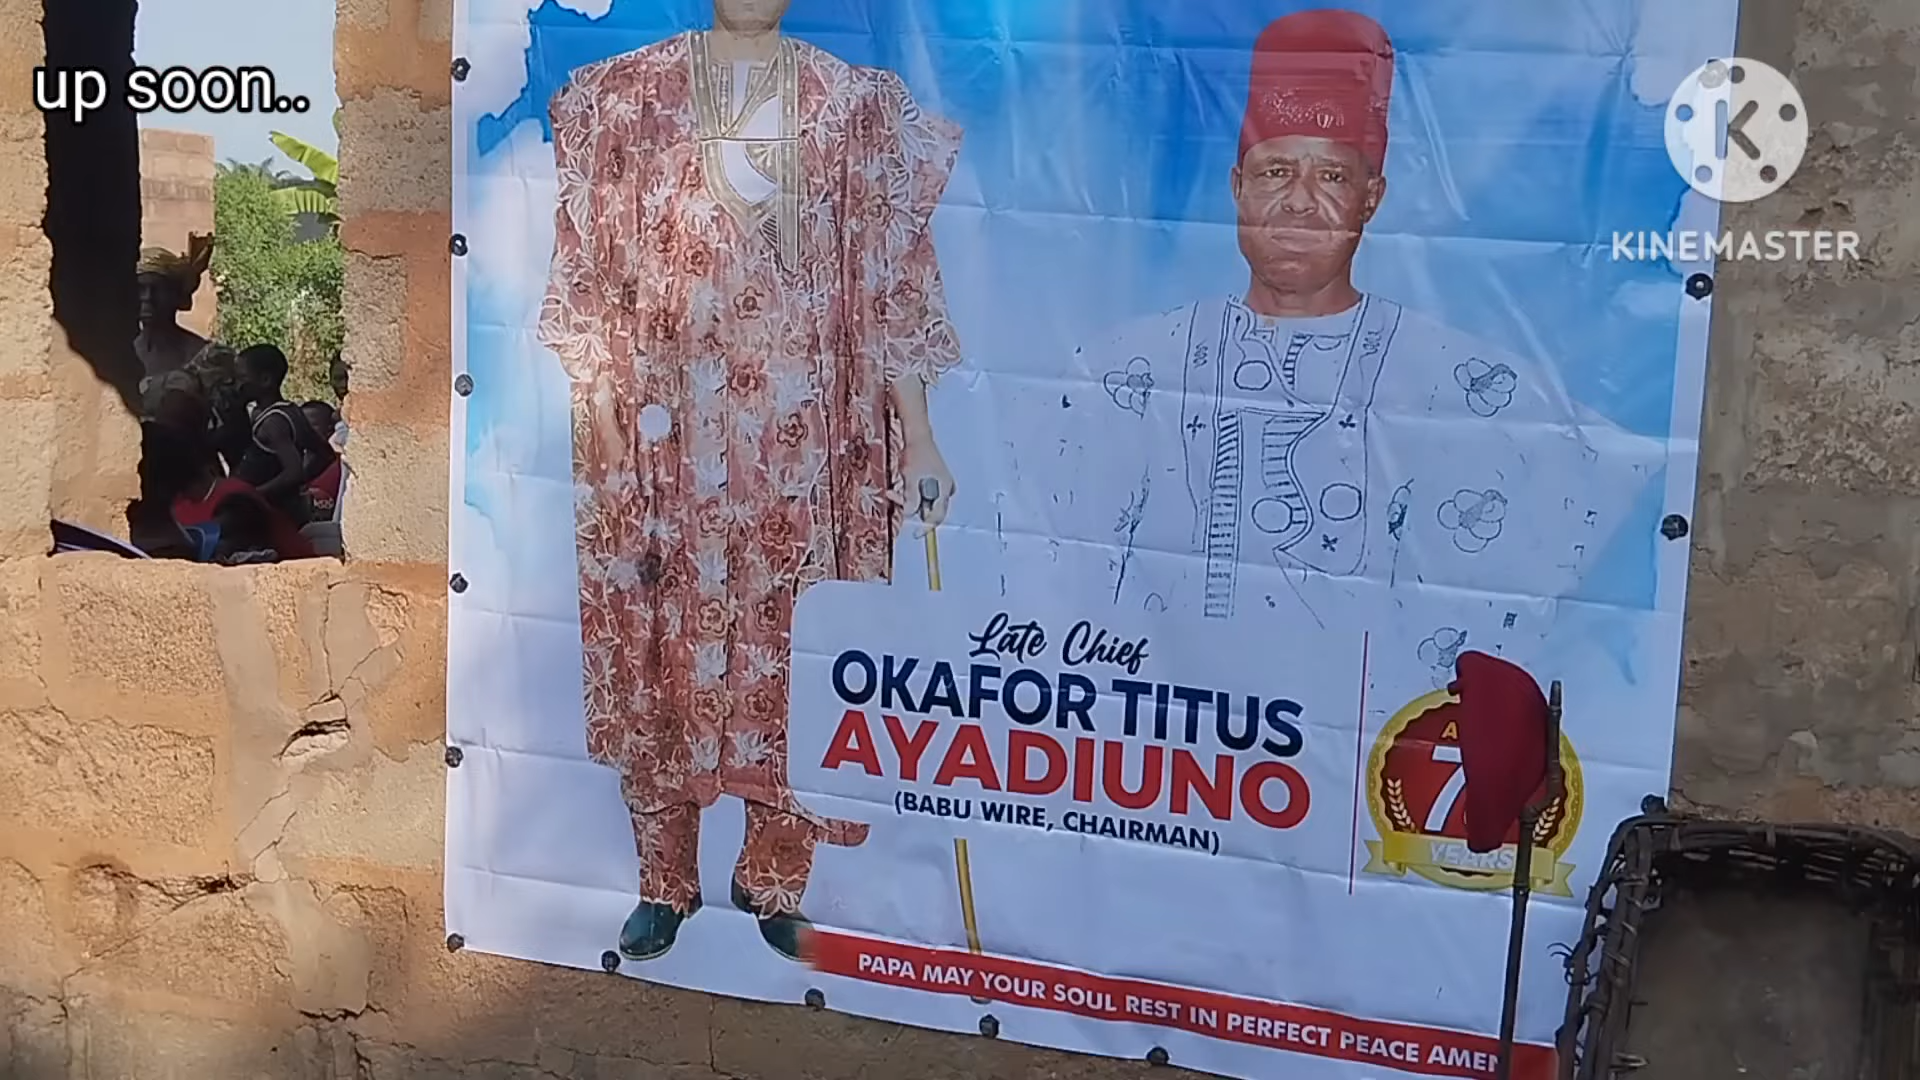 up soon..
K
KINEMASTER
Late Chief
OKAFOR TITUS
AYADIUNO
(BABU WIRE, CHAIRMAN)
YEARS
PAPA MAY YOUR SOUL REST IN PERFECT PEACE AMEN